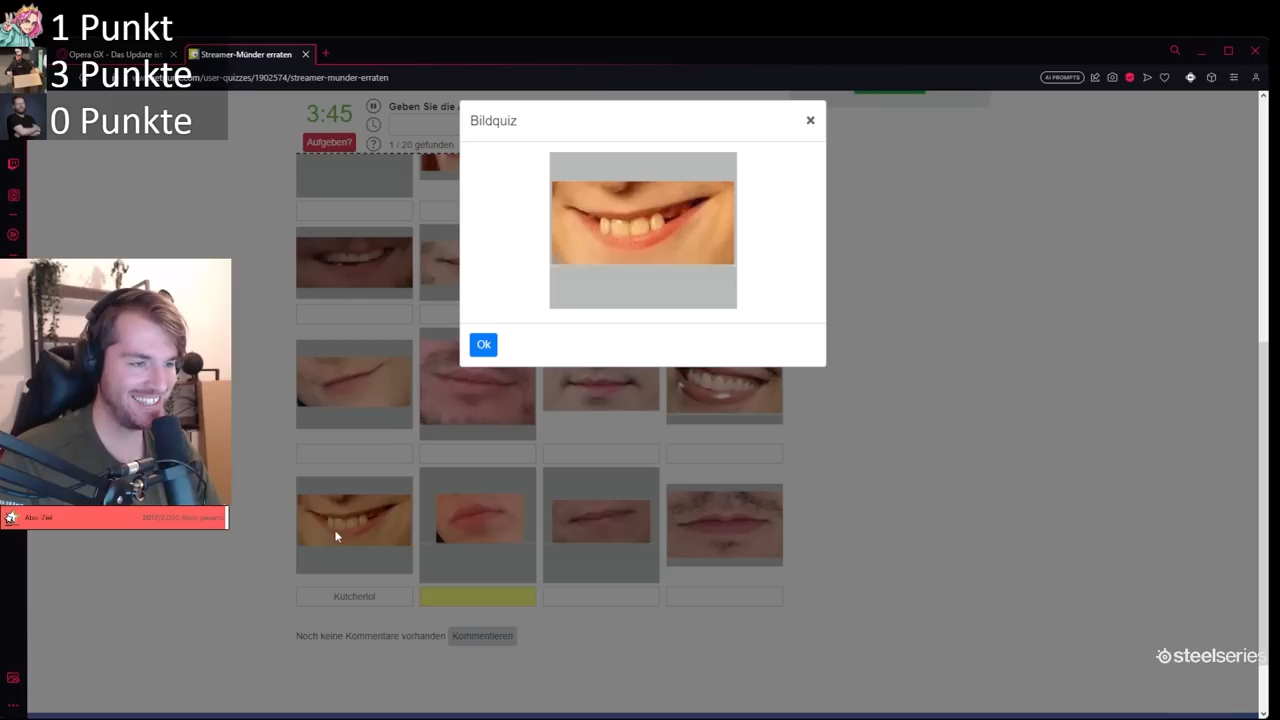 1 Punkt
3 Punkte
0 Punkte
Opera GX - Das Update ist
Streamer-Münder erraten
.com/user-quizzes/1902574/streamer-munder-erraten
AI PROMPTS
3:45
Geben Sie die
Aufgeben?
1 / 20 gefunden
Bildquiz
Ok
Abo Ziel
Kutcherlol
Noch keine Kommentare vorhanden
Kommentieren
steelseries